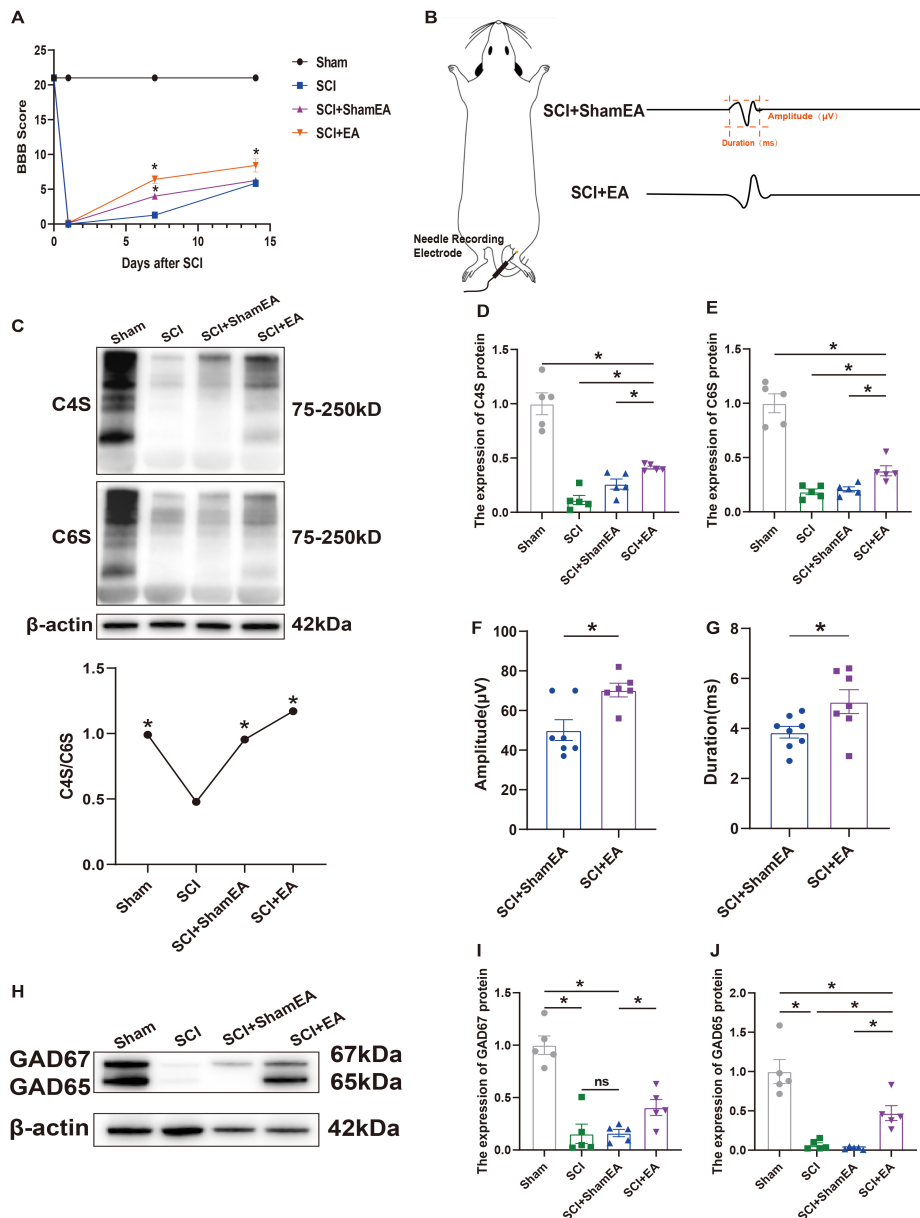 A
25
20
15
10
5
0
BBB Score
0 5 10 15
Days after SCI
* * *
Sham
SCI
SCI+ShamEA
SCI+EA
B
SCI+ShamEA
Amplitude (μV)
Duration (ms)
SCI+EA
Needle Recording
Electrode
C
Sham SCI SCI+ShamEA SCI+EA
C4S 75-250kD
C6S 75-250kD
β-actin 42kDa
1.5
1.0
0.5
0.0
C4S/C6S
* * *
Sham SCI SCI+ShamEA SCI+EA
D
The expression of C4S protein
1.5
1.0
0.5
0.0
*
*
*
Sham SCI SCI+ShamEA SCI+EA
E
The expression of C6S protein
1.5
1.0
0.5
0.0
*
*
*
Sham SCI SCI+ShamEA SCI+EA
F
Amplitude(μV)
100
80
60
40
20
0
*
SCI+ShamEA SCI+EA
G
Duration(ms)
8
6
4
2
0
*
SCI+ShamEA SCI+EA
H
Sham SCI SCI+ShamEA SCI+EA
GAD67 67kDa
GAD65 65kDa
β-actin 42kDa
I
The expression of GAD67 protein
1.5
1.0
0.5
0.0
*
* *
ns
Sham SCI SCI+ShamEA SCI+EA
J
The expression of GAD65 protein
2.0
1.5
1.0
0.5
0.0
*
* *
*
Sham SCI SCI+ShamEA SCI+EA